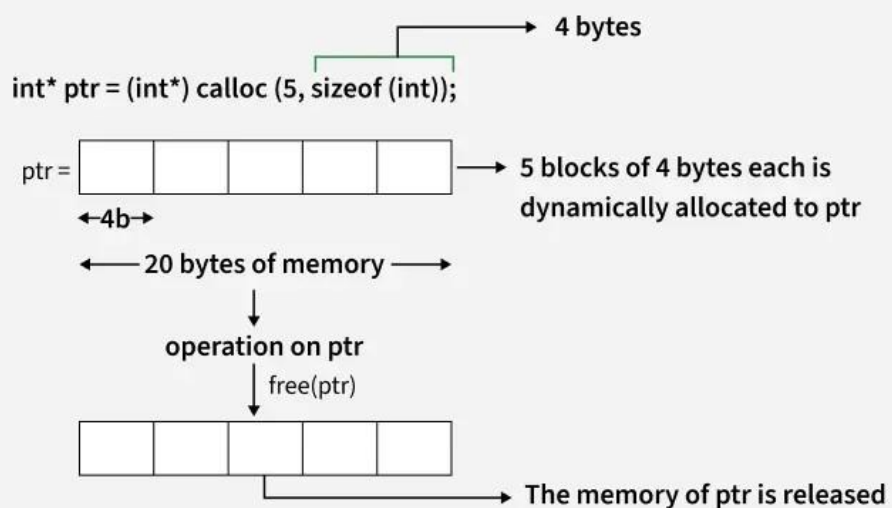 4 bytes
int* ptr = (int*) calloc (5, sizeof (int));
ptr =
5 blocks of 4 bytes each is
dynamically allocated to ptr
4b
20 bytes of memory
operation on ptr
free(ptr)
The memory of ptr is released